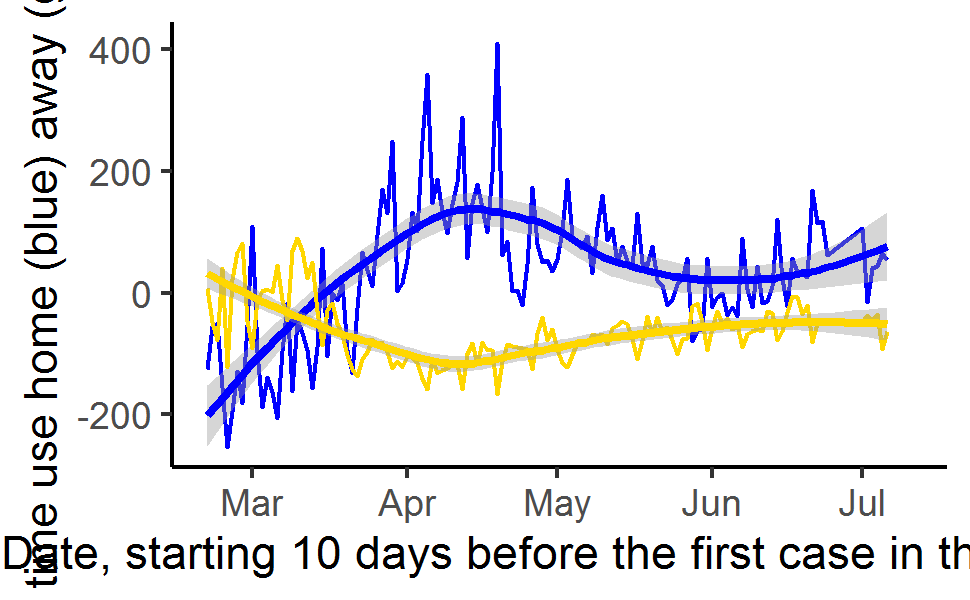 time use home (blue) away (
400
200
0
-200
Mar Apr May Jun Jul
Date, starting 10 days before the first case in th